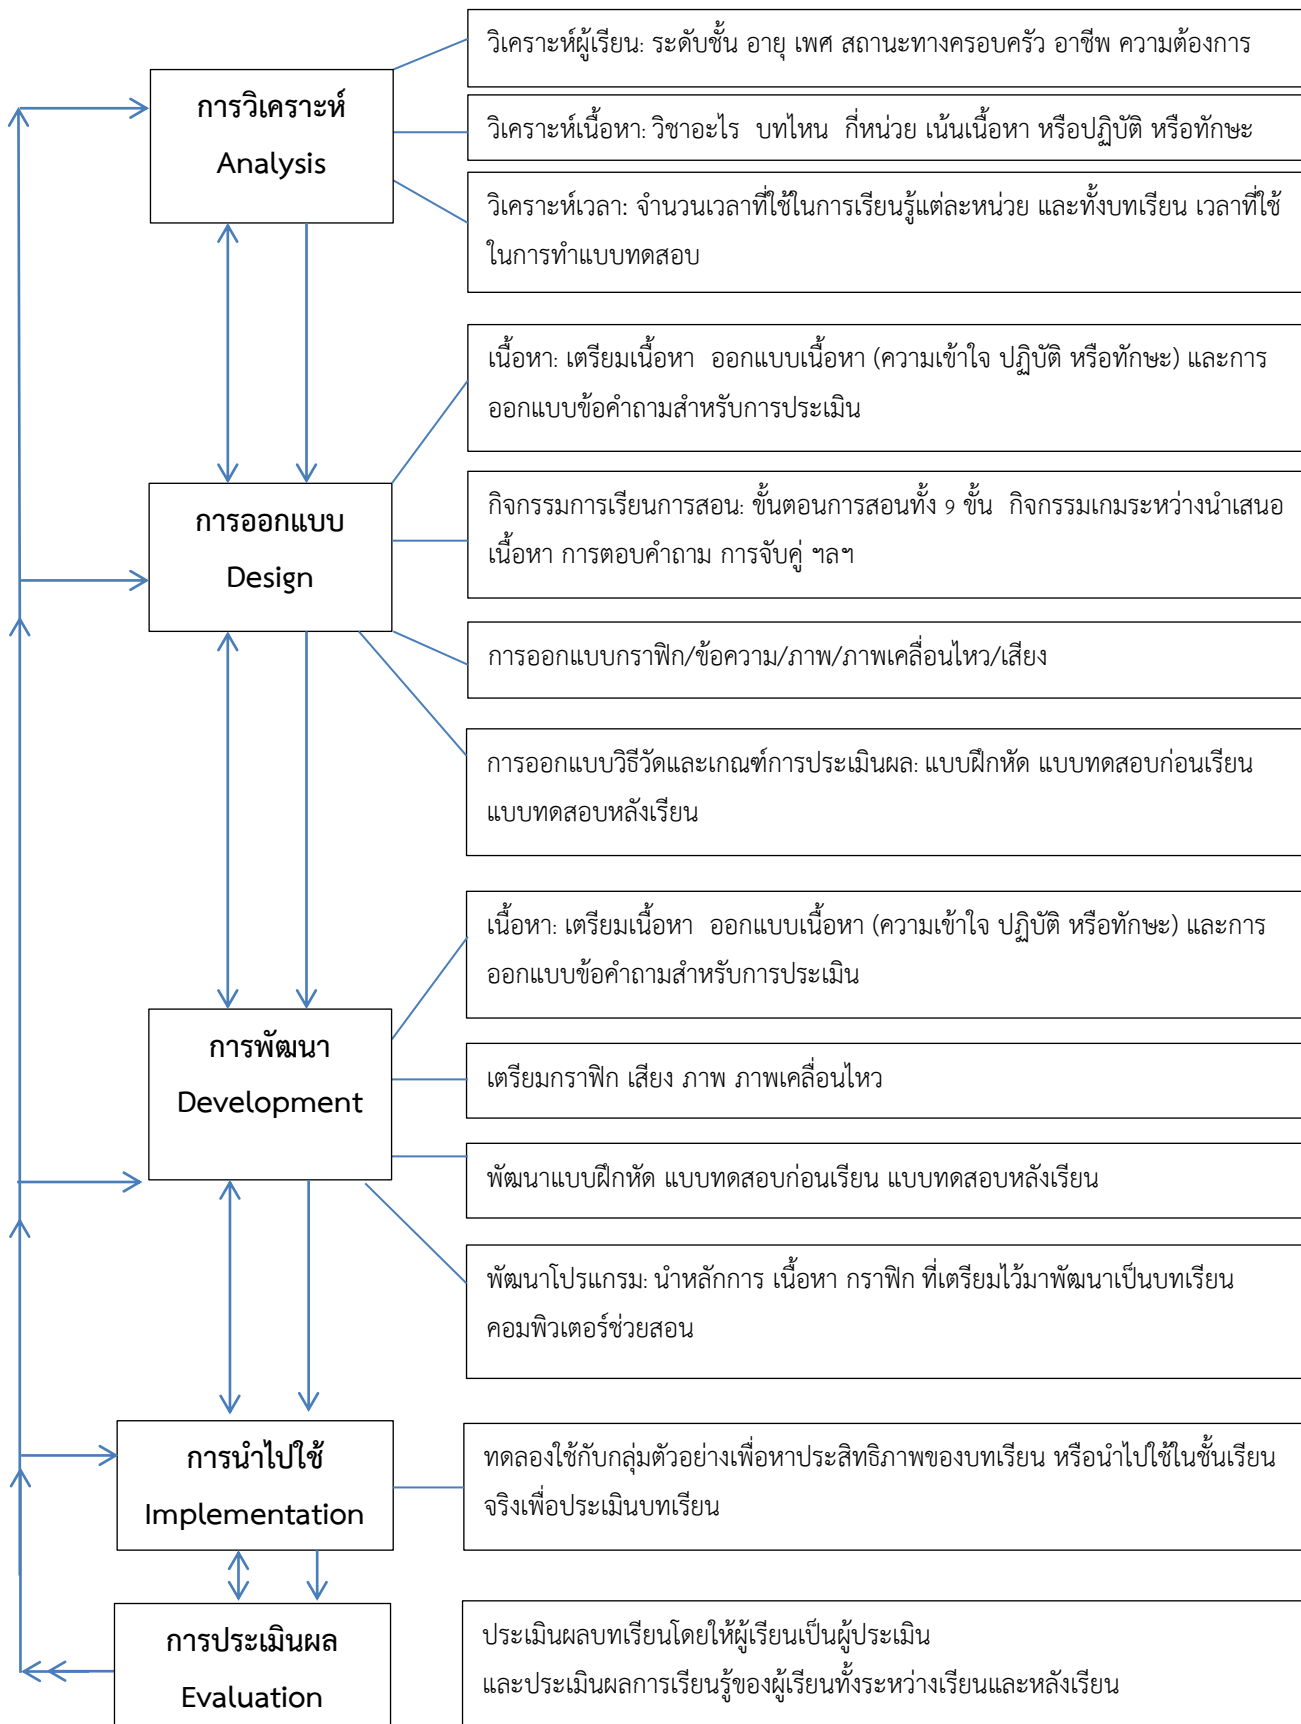 การวิเคราะห์
Analysis
วิเคราะห์ผู้เรียน: ระดับชั้น อายุ เพศ สถานะทางครอบครัว อาชีพ ความต้องการ
วิเคราะห์เนื้อหา: วิชาอะไร บทไหน กี่หน่วย เน้นเนื้อหา หรือปฏิบัติ หรือทักษะ
วิเคราะห์เวลา: จำนวนเวลาที่ใช้ในการเรียนรู้แต่ละหน่วย และทั้งบทเรียน เวลาที่ใช้
ในการทำแบบทดสอบ
การออกแบบ
Design
เนื้อหา: เตรียมเนื้อหา ออกแบบเนื้อหา (ความเข้าใจ ปฏิบัติ หรือทักษะ) และการ
ออกแบบข้อคำถามสำหรับการประเมิน
กิจกรรมการเรียนการสอน: ขั้นตอนการสอนทั้ง 9 ขั้น กิจกรรมเกมระหว่างนำเสนอ
เนื้อหา การตอบคำถาม การจับคู่ ฯลฯ
การออกแบบกราฟิก/ข้อความ/ภาพ/ภาพเคลื่อนไหว/เสียง
การออกแบบวิธีวัดและเกณฑ์การประเมินผล: แบบฝึกหัด แบบทดสอบก่อนเรียน
แบบทดสอบหลังเรียน
การพัฒนา
Development
เนื้อหา: เตรียมเนื้อหา ออกแบบเนื้อหา (ความเข้าใจ ปฏิบัติ หรือทักษะ) และการ
ออกแบบข้อคำถามสำหรับการประเมิน
เตรียมกราฟิก เสียง ภาพ ภาพเคลื่อนไหว
พัฒนาแบบฝึกหัด แบบทดสอบก่อนเรียน แบบทดสอบหลังเรียน
พัฒนาโปรแกรม: นำหลักการ เนื้อหา กราฟิก ที่เตรียมไว้มาพัฒนาเป็นบทเรียน
คอมพิวเตอร์ช่วยสอน
การนำไปใช้
Implementation
ทดลองใช้กับกลุ่มตัวอย่างเพื่อหาประสิทธิภาพของบทเรียน หรือนำไปใช้ในชั้นเรียน
จริงเพื่อประเมินบทเรียน
การประเมินผล
Evaluation
ประเมินผลบทเรียนโดยให้ผู้เรียนเป็นผู้ประเมิน
และประเมินผลการเรียนรู้ของผู้เรียนทั้งระหว่างเรียนและหลังเรียน